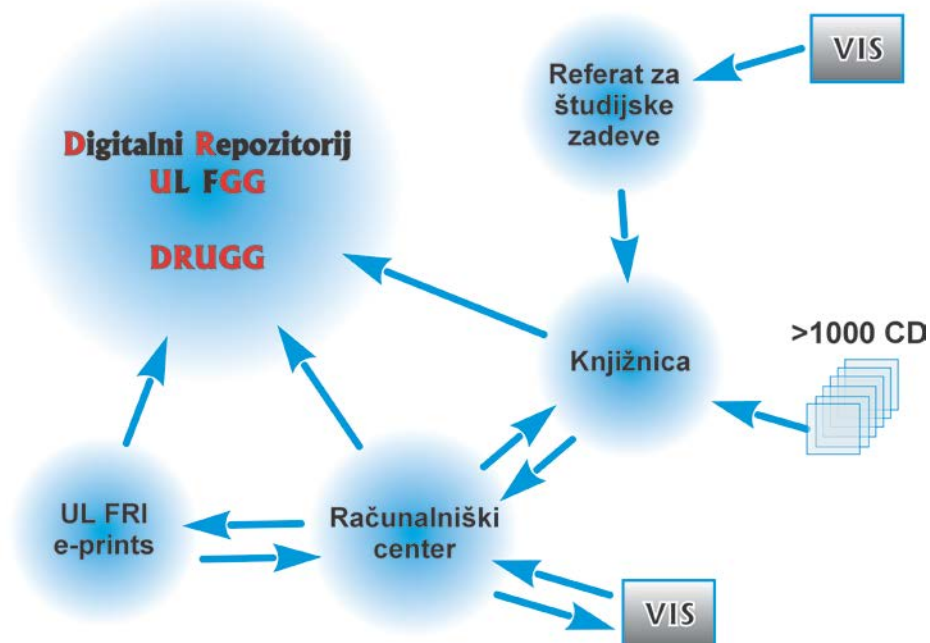 VIS
Referat za
študijske
zadeve
Digitalni Repozitorij
UL FGG
DRUGG
>1000 CD
Knjižnica
UL FRI
e-prints
Računalniški
center
VIS